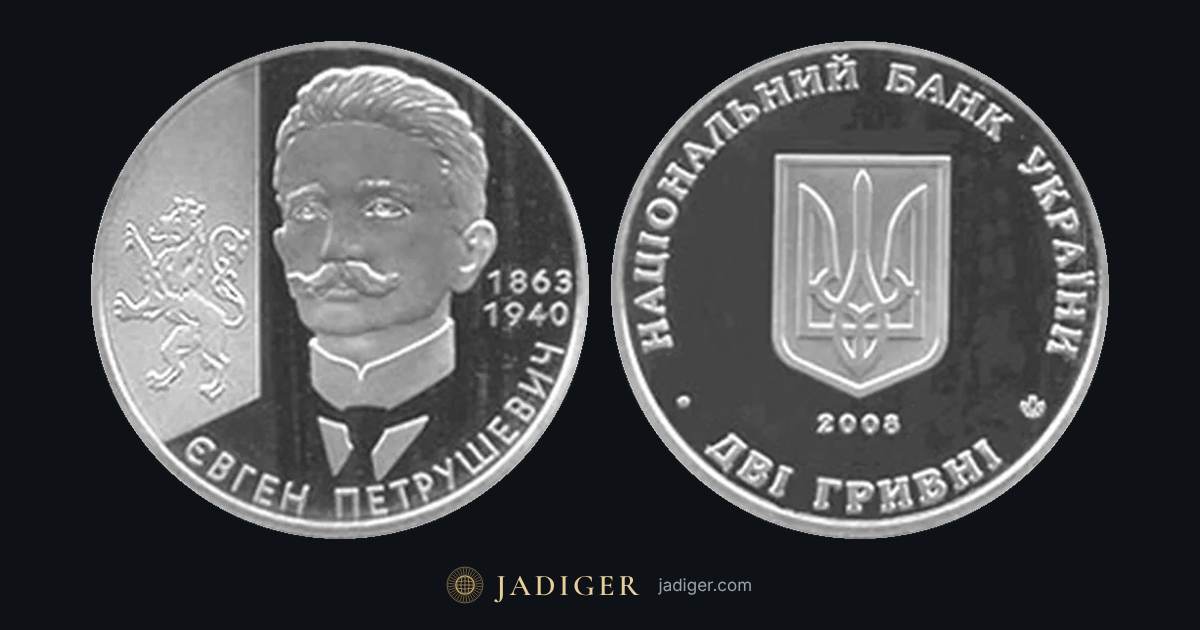 1863
1940
ЄВГЕН ПЕТРУШЕВИЧ
НАЦІОНАЛЬНИЙ БАНК УКРАЇНИ
2008
ДВІ ГРИВНІ
JADIGER jadiger.com